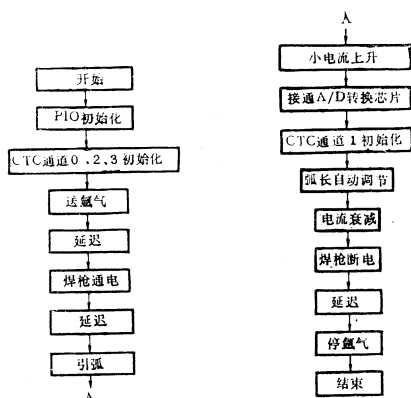 开始
PIO初始化
CTC通道0、2、3初始化
送氩气
延迟
焊枪通电
延迟
引弧
A
A
小电流上升
接通A/D转换芯片
CTC通道1初始化
弧长自动调节
电流衰减
焊枪断电
延迟
停氩气
结束